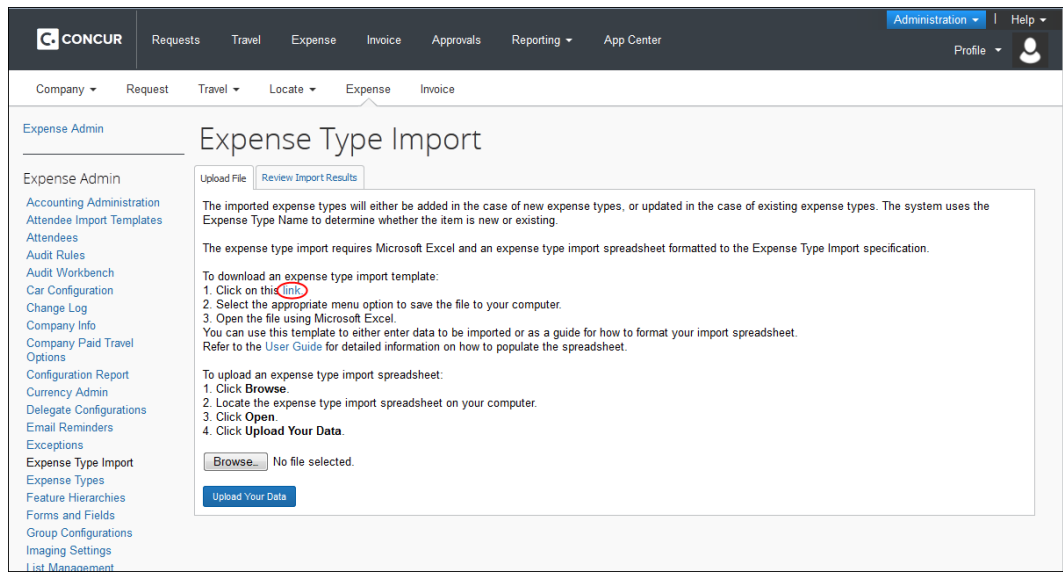 Administration | Help
C. CONCUR Requests Travel Expense Invoice Approvals Reporting App Center
Profile
Company Request Travel Locate Expense Invoice
Expense Admin
Expense Type Import
Expense Admin
Accounting Administration
Attendee Import Templates
Attendees
Audit Rules
Audit Workbench
Car Configuration
Change Log
Company Info
Company Paid Travel
Options
Configuration Report
Currency Admin
Delegate Configurations
Email Reminders
Exceptions
Expense Type Import
Expense Types
Feature Hierarchies
Forms and Fields
Group Configurations
Imaging Settings
List Management
Upload File Review Import Results
The imported expense types will either be added in the case of new expense types, or updated in the case of existing expense types. The system uses the
Expense Type Name to determine whether the item is new or existing.
The expense type import requires Microsoft Excel and an expense type import spreadsheet formatted to the Expense Type Import specification.
To download an expense type import template:
1. Click on this link.
2. Select the appropriate menu option to save the file to your computer.
3. Open the file using Microsoft Excel.
You can use this template to either enter data to be imported or as a guide for how to format your import spreadsheet.
Refer to the User Guide for detailed information on how to populate the spreadsheet.
To upload an expense type import spreadsheet:
1. Click Browse.
2. Locate the expense type import spreadsheet on your computer.
3. Click Open.
4. Click Upload Your Data.
Browse... No file selected.
Upload Your Data